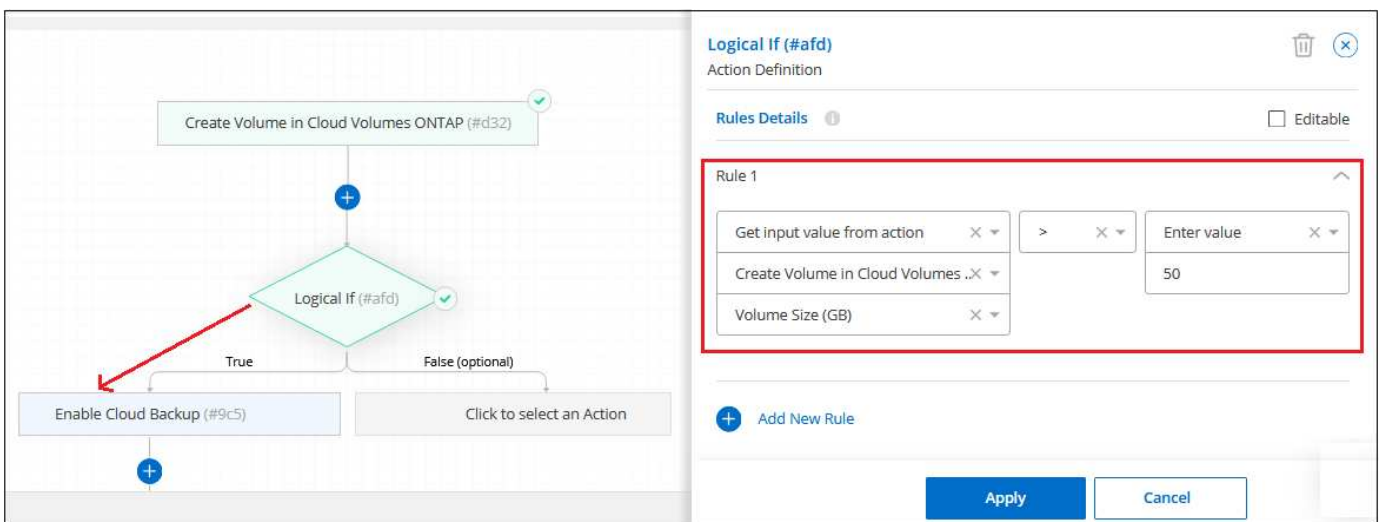 Create Volume in Cloud Volumes ONTAP (#d32)
Logical If (#afd)
True
False (optional)
Enable Cloud Backup (#9c5)
Click to select an Action
Logical If (#afd)
Action Definition
Rules Details
Editable
Rule 1
Get input value from action
>
Enter value
Create Volume in Cloud Volumes ..
50
Volume Size (GB)
Add New Rule
Apply
Cancel